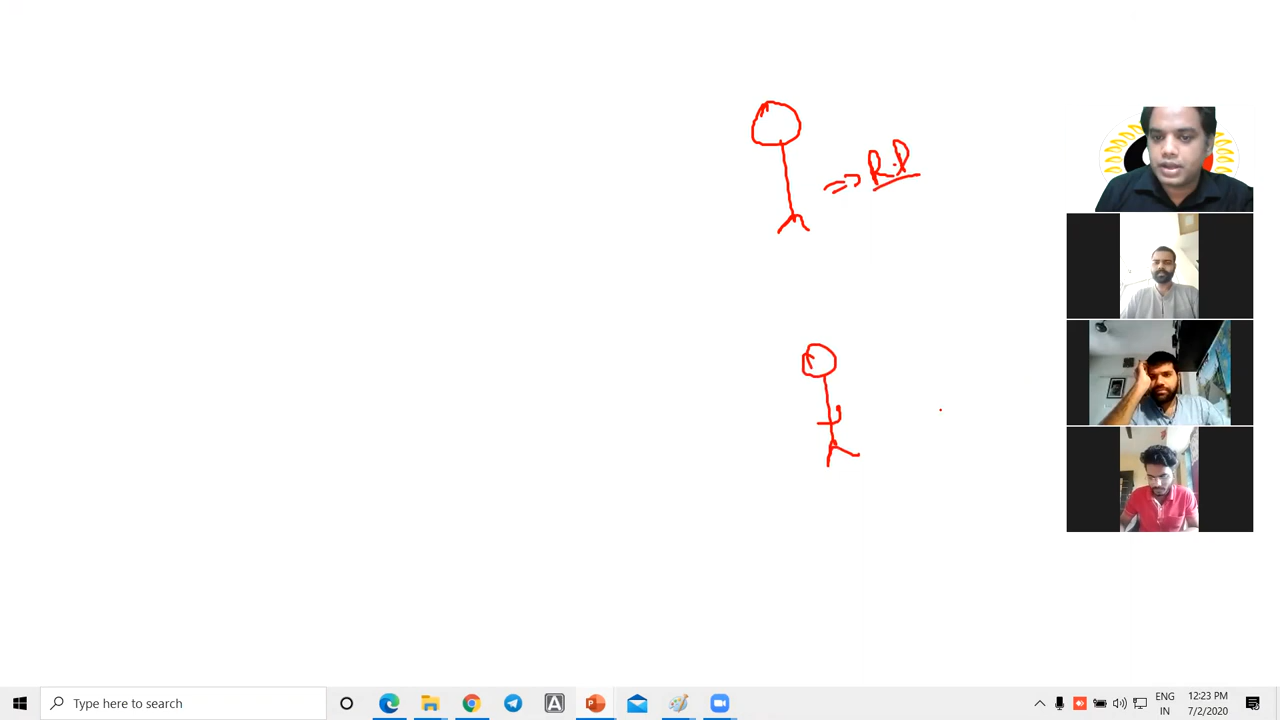 => R.P
Type here to search
ENG
IN
12:23 PM
7/2/2020